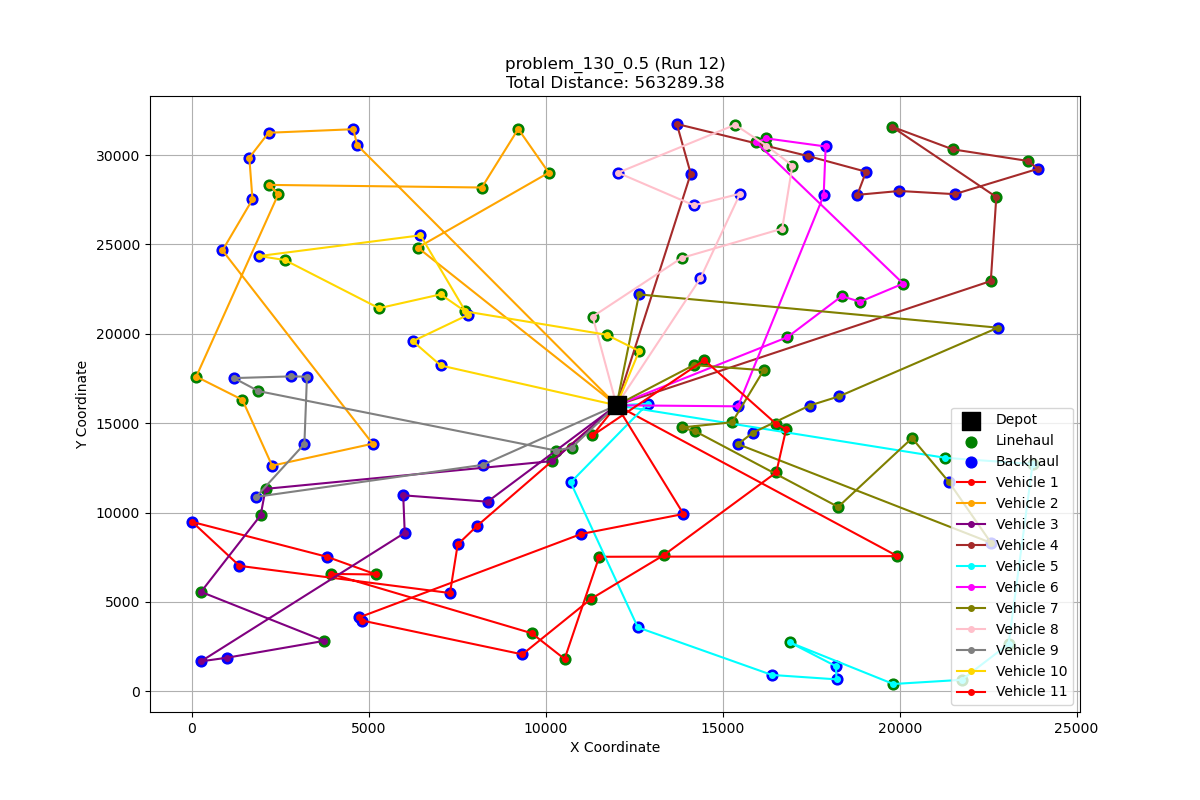 problem_130_0.5 (Run 12)
Total Distance: 563289.38
Y Coordinate
30000
25000
20000
15000
10000
5000
0
0
5000
10000
15000
20000
25000
X Coordinate
Depot
Linehaul
Backhaul
Vehicle 1
Vehicle 2
Vehicle 3
Vehicle 4
Vehicle 5
Vehicle 6
Vehicle 7
Vehicle 8
Vehicle 9
Vehicle 10
Vehicle 11